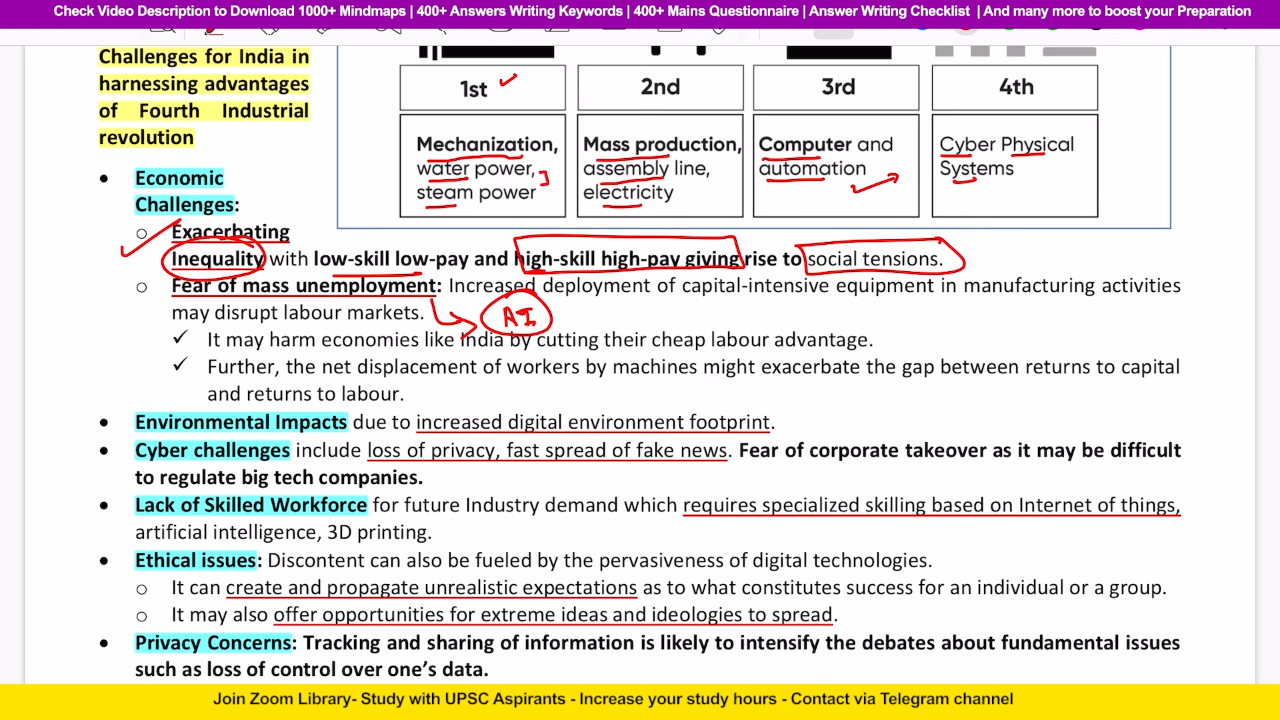 Check Video Description to Download 1000+ Mindmaps | 400+ Answers Writing Keywords | 400+ Mains Questionnaire | Answer Writing Checklist | And many more to boost your Preparation
Challenges for India in
harnessing advantages
of Fourth Industrial
revolution
1st
2nd
3rd
4th
Mechanization,
water power,
steam power
Mass production,
assembly line,
electricity
Computer and
automation
Cyber Physical
Systems
• Economic
Challenges:
o Exacerbating
Inequality with low-skill low-pay and high-skill high-pay giving rise to social tensions.
o Fear of mass unemployment: Increased deployment of capital-intensive equipment in manufacturing activities
may disrupt labour markets.
AI
✓ It may harm economies like India by cutting their cheap labour advantage.
✓ Further, the net displacement of workers by machines might exacerbate the gap between returns to capital
and returns to labour.
• Environmental Impacts due to increased digital environment footprint.
• Cyber challenges include loss of privacy, fast spread of fake news. Fear of corporate takeover as it may be difficult
to regulate big tech companies.
• Lack of Skilled Workforce for future Industry demand which requires specialized skilling based on Internet of things,
artificial intelligence, 3D printing.
• Ethical issues: Discontent can also be fueled by the pervasiveness of digital technologies.
o It can create and propagate unrealistic expectations as to what constitutes success for an individual or a group.
o It may also offer opportunities for extreme ideas and ideologies to spread.
• Privacy Concerns: Tracking and sharing of information is likely to intensify the debates about fundamental issues
such as loss of control over one's data.
Join Zoom Library- Study with UPSC Aspirants - Increase your study hours - Contact via Telegram channel